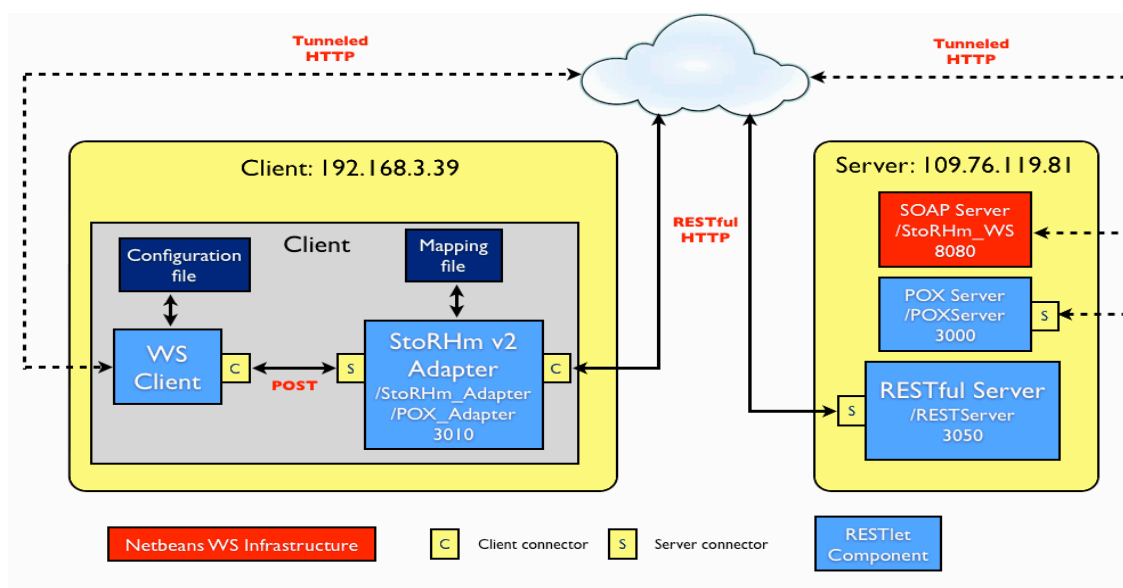 Tunneled
HTTP
Tunneled
HTTP
Client: 192.168.3.39
Server: 109.76.119.81
Client
Configuration
file
Mapping
file
RESTful
HTTP
SOAP Server
/StoRHm_WS
8080
POX Server
/POXServer
3000
S
WS
Client
C
POST
S
StoRHm v2
Adapter
/StoRHm_Adapter
/POX_Adapter
3010
C
S
RESTful Server
/RESTServer
3050
Netbeans WS Infrastructure
C
Client connector
S
Server connector
RESTlet
Component